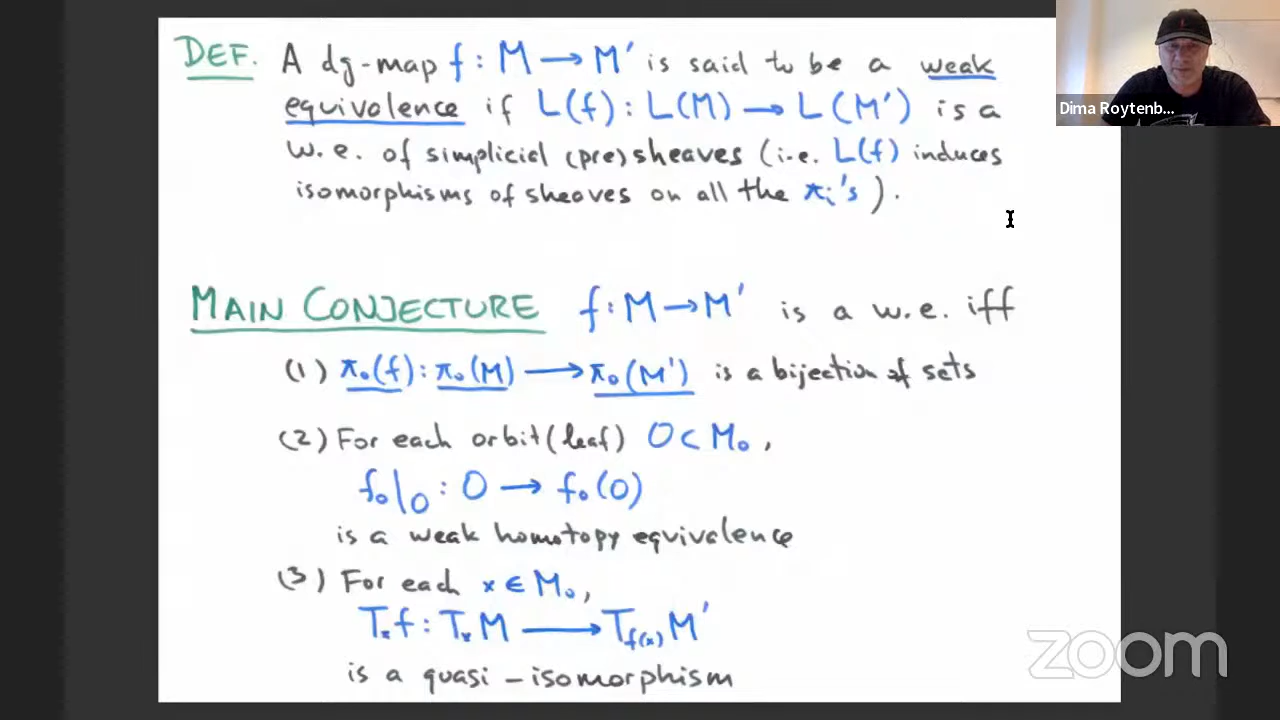 DEF. A dg-map f : M → M' is said to be a weak
equivalence if L(f) : L(M) → L(M') is a
w.e. of simplicial (pre)sheaves (i.e. L(f) induces
isomorphisms of sheaves on all the πᵢ's ).
MAIN CONJECTURE f : M → M' is a w.e. iff
(1) π₀(f) : π₀(M) → π₀(M') is a bijection of sets
(2) For each orbit (leaf) O ⊂ M₀ ,
f₀|₀ : O → f₀(O)
is a weak homotopy equivalence
(3) For each x ∈ M₀ ,
Tₓf : TₓM → T_f(x) M'
is a quasi-isomorphism
Dima Roytenb...
zoom